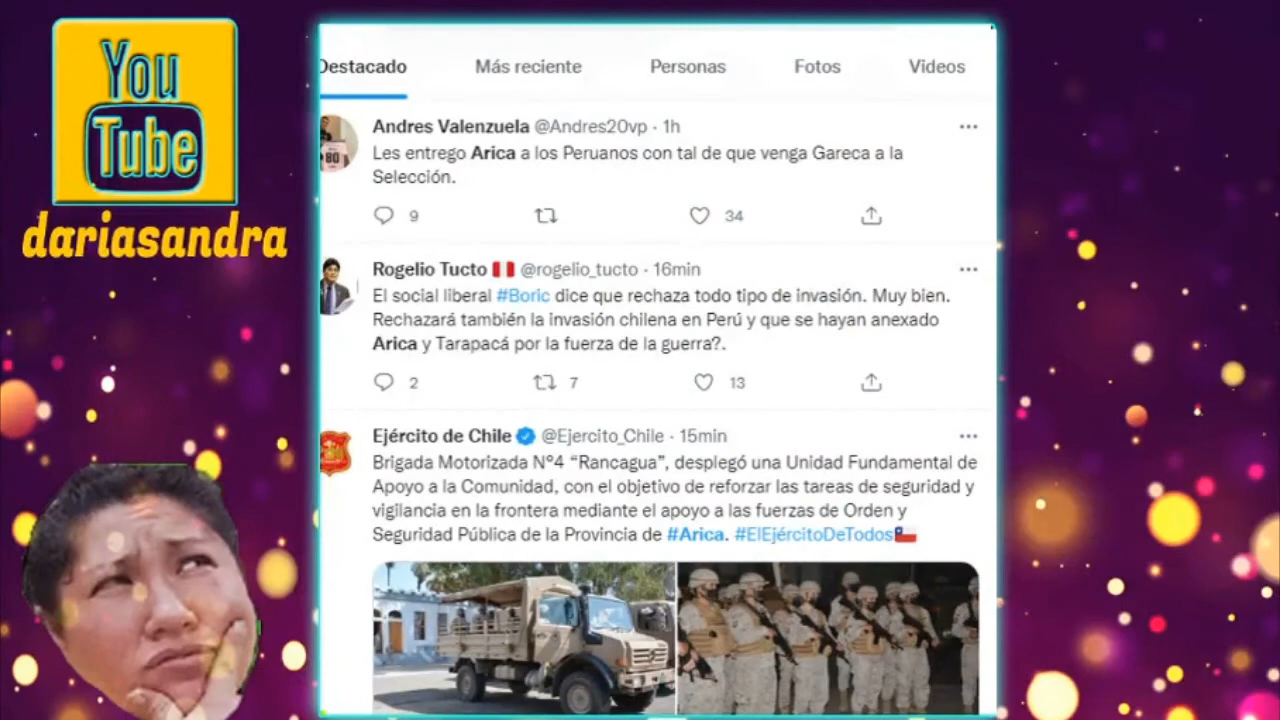 You
Tube
dariasandra
Destacado Más reciente Personas Fotos Videos
Andres Valenzuela @Andres20vp · 1h
Les entrego Arica a los Peruanos con tal de que venga Gareca a la
Selección.
9 34
Rogelio Tucto @rogelio_tucto · 16min
El social liberal #Boric dice que rechaza todo tipo de invasión. Muy bien.
Rechazará también la invasión chilena en Perú y que se hayan anexado
Arica y Tarapacá por la fuerza de la guerra?.
2 7 13
Ejército de Chile @Ejercito_Chile · 15min
Brigada Motorizada N°4 “Rancagua”, desplegó una Unidad Fundamental de
Apoyo a la Comunidad, con el objetivo de reforzar las tareas de seguridad y
vigilancia en la frontera mediante el apoyo a las fuerzas de Orden y
Seguridad Pública de la Provincia de #Arica. #ElEjércitoDeTodos
80